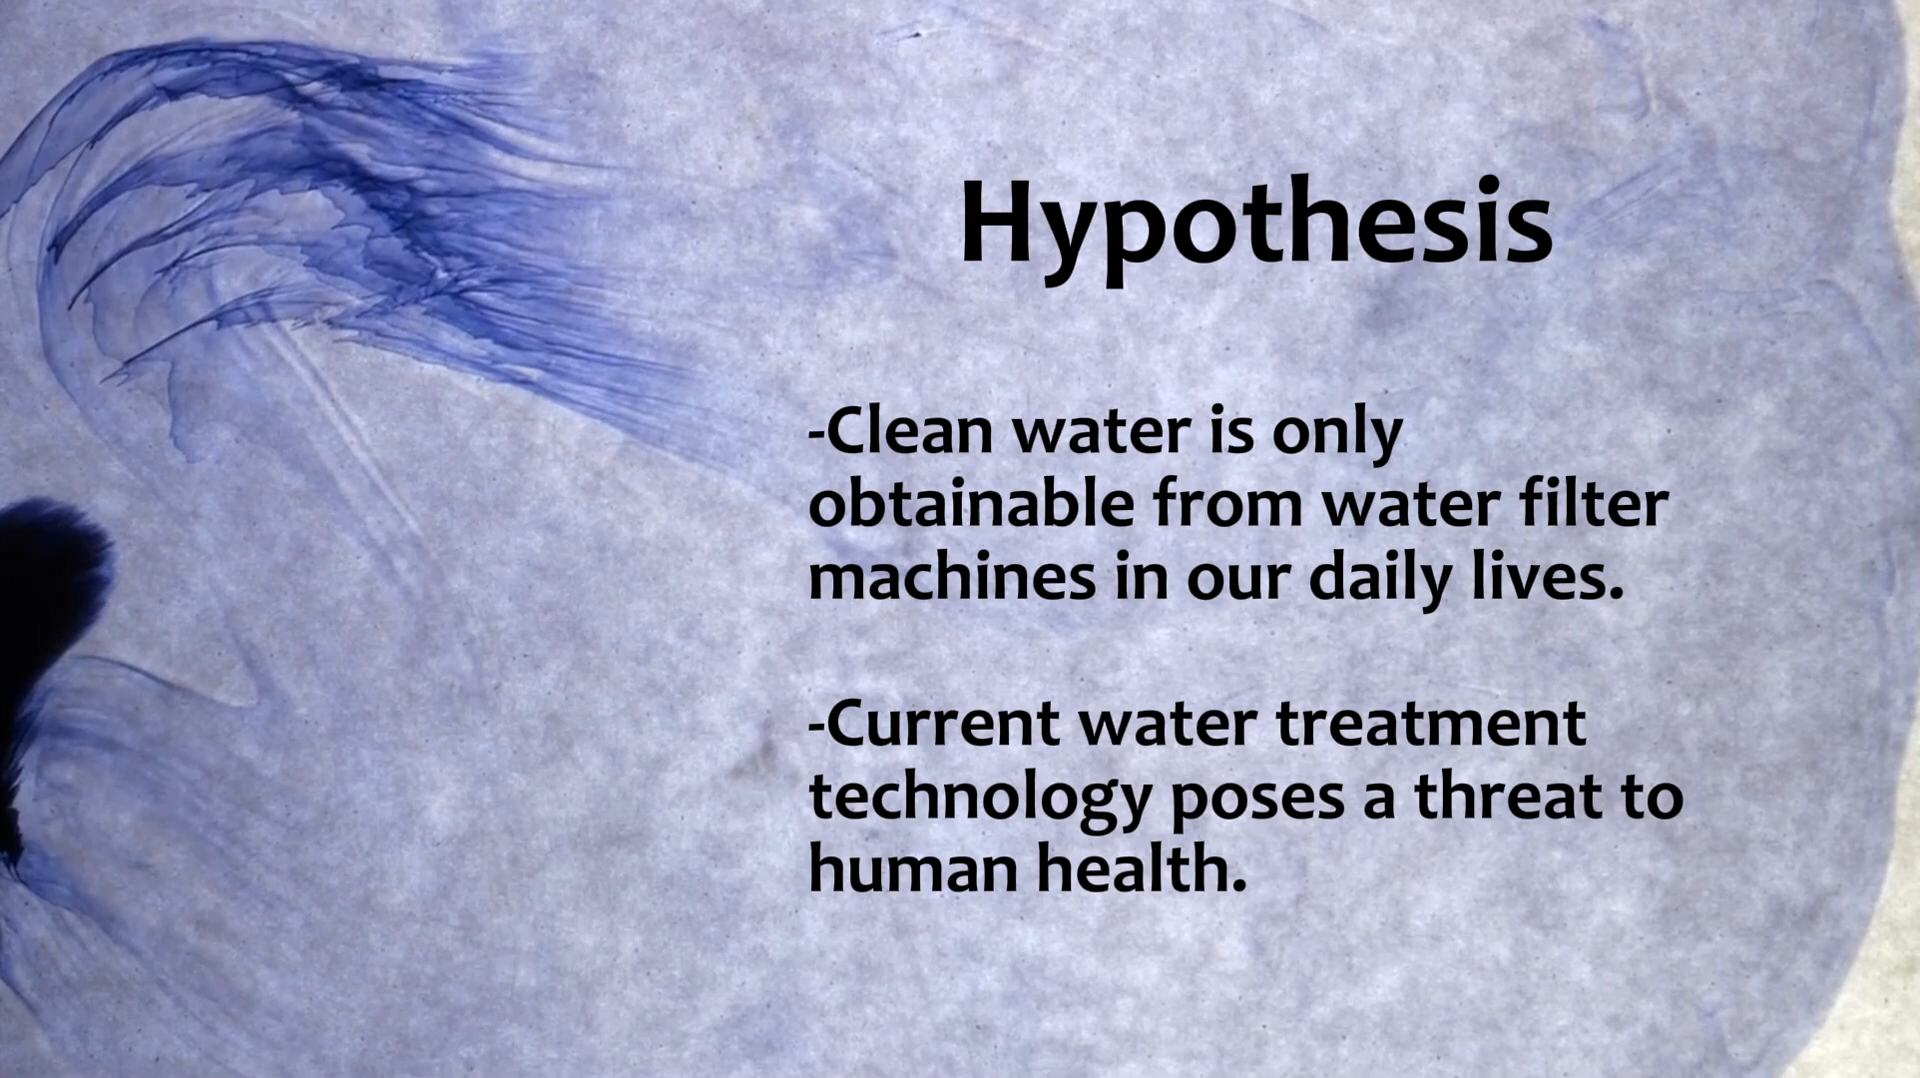 Hypothesis
-Clean water is only
obtainable from water filter
machines in our daily lives.
-Current water treatment
technology poses a threat to
human health.